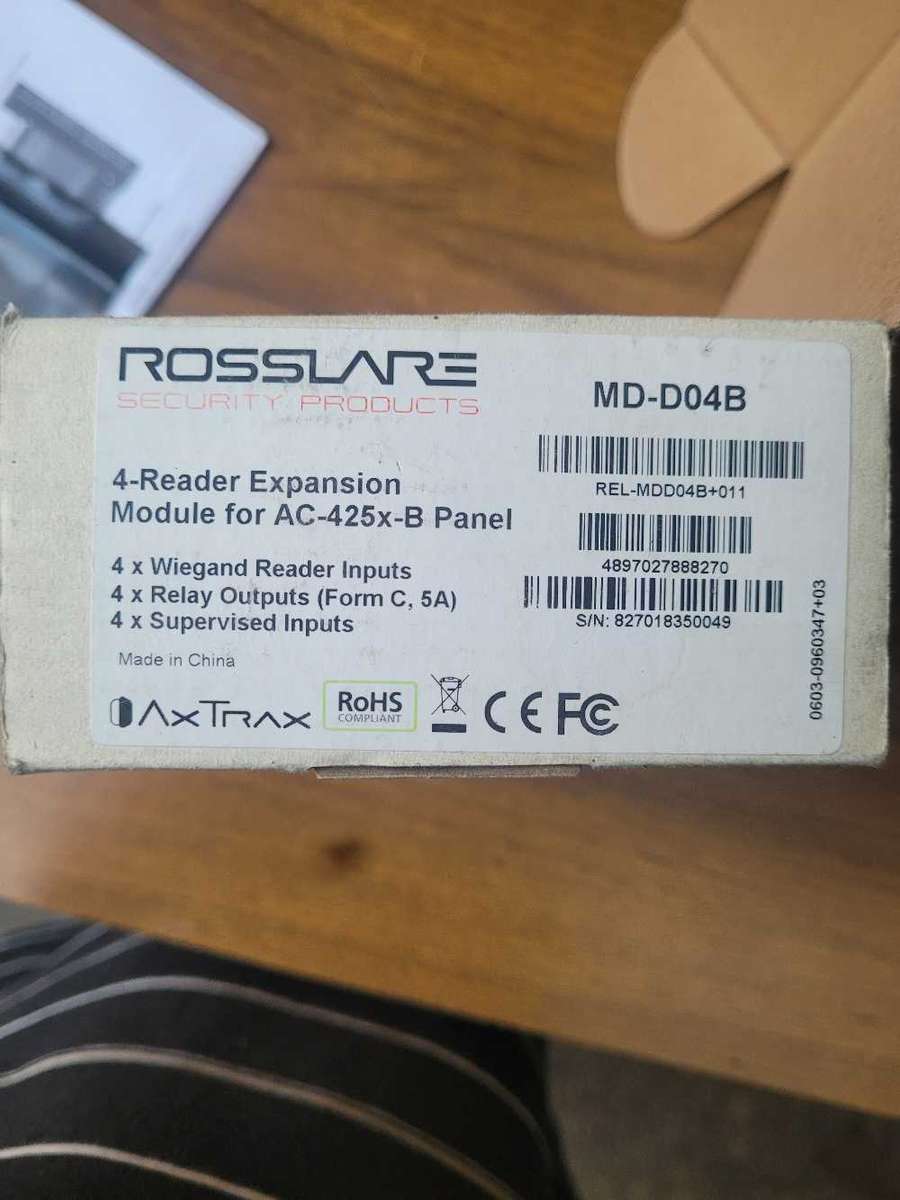 ROSSLARE
SECURITY PRODUCTS
MD-D04B
REL-MDD04B+011
4-Reader Expansion
Module for AC-425x-B Panel
4897027888270
4 x Wiegand Reader Inputs
4 x Relay Outputs (Form C, 5A)
4 x Supervised Inputs
S/N: 827018350049
Made in China
AxTrax
RoHS
COMPLIANT
CE FC
0603-0960347+03